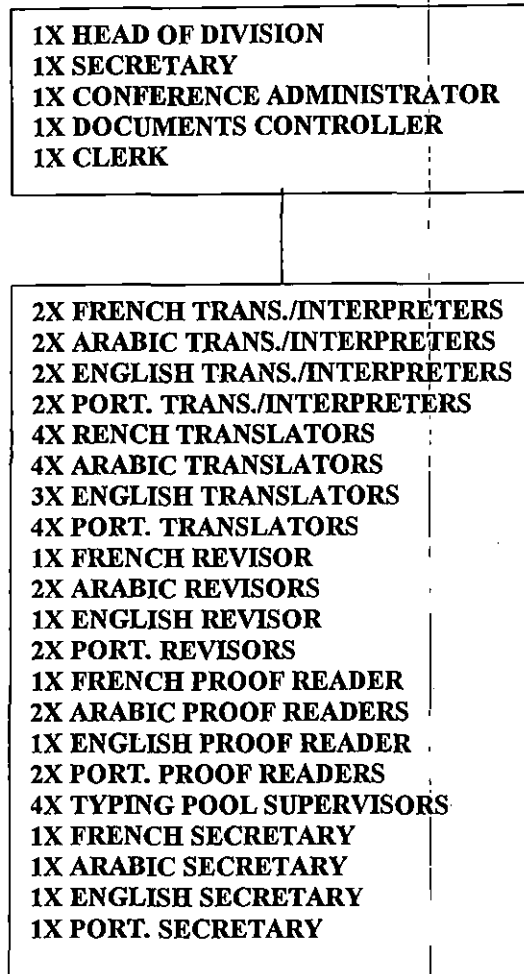 1X HEAD OF DIVISION
1X SECRETARY
1X CONFERENCE ADMINISTRATOR
1X DOCUMENTS CONTROLLER
1X CLERK
2X FRENCH TRANS./INTERPRETERS
2X ARABIC TRANS./INTERPRETERS
2X ENGLISH TRANS./INTERPRETERS
2X PORT. TRANS./INTERPRETERS
4X RENCH TRANSLATORS
4X ARABIC TRANSLATORS
3X ENGLISH TRANSLATORS
4X PORT. TRANSLATORS
1X FRENCH REVISOR
2X ARABIC REVISORS
1X ENGLISH REVISOR
2X PORT. REVISORS
1X FRENCH PROOF READER
2X ARABIC PROOF READERS
1X ENGLISH PROOF READER
2X PORT. PROOF READERS
4X TYPING POOL SUPERVISORS
1X FRENCH SECRETARY
1X ARABIC SECRETARY
1X ENGLISH SECRETARY
1X PORT. SECRETARY